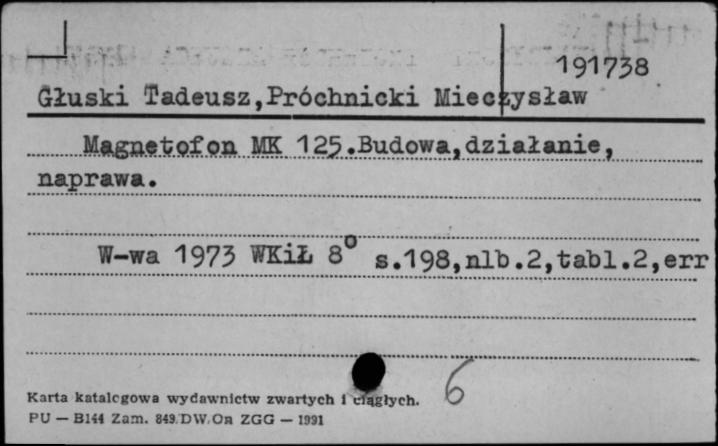 191738
Głuski Tadeusz,Próchnicki Mieczysław
Magnetofon MK 125.Budowa,działanie,
naprawa.
W-wa 1973 WKiŁ 8° s.198,nlb.2,tabl.2,err
6
Karta katalogowa wydawnictw zwartych i ciągłych.
PU — B144 Zam. 849.DW.On ZGG — 1991